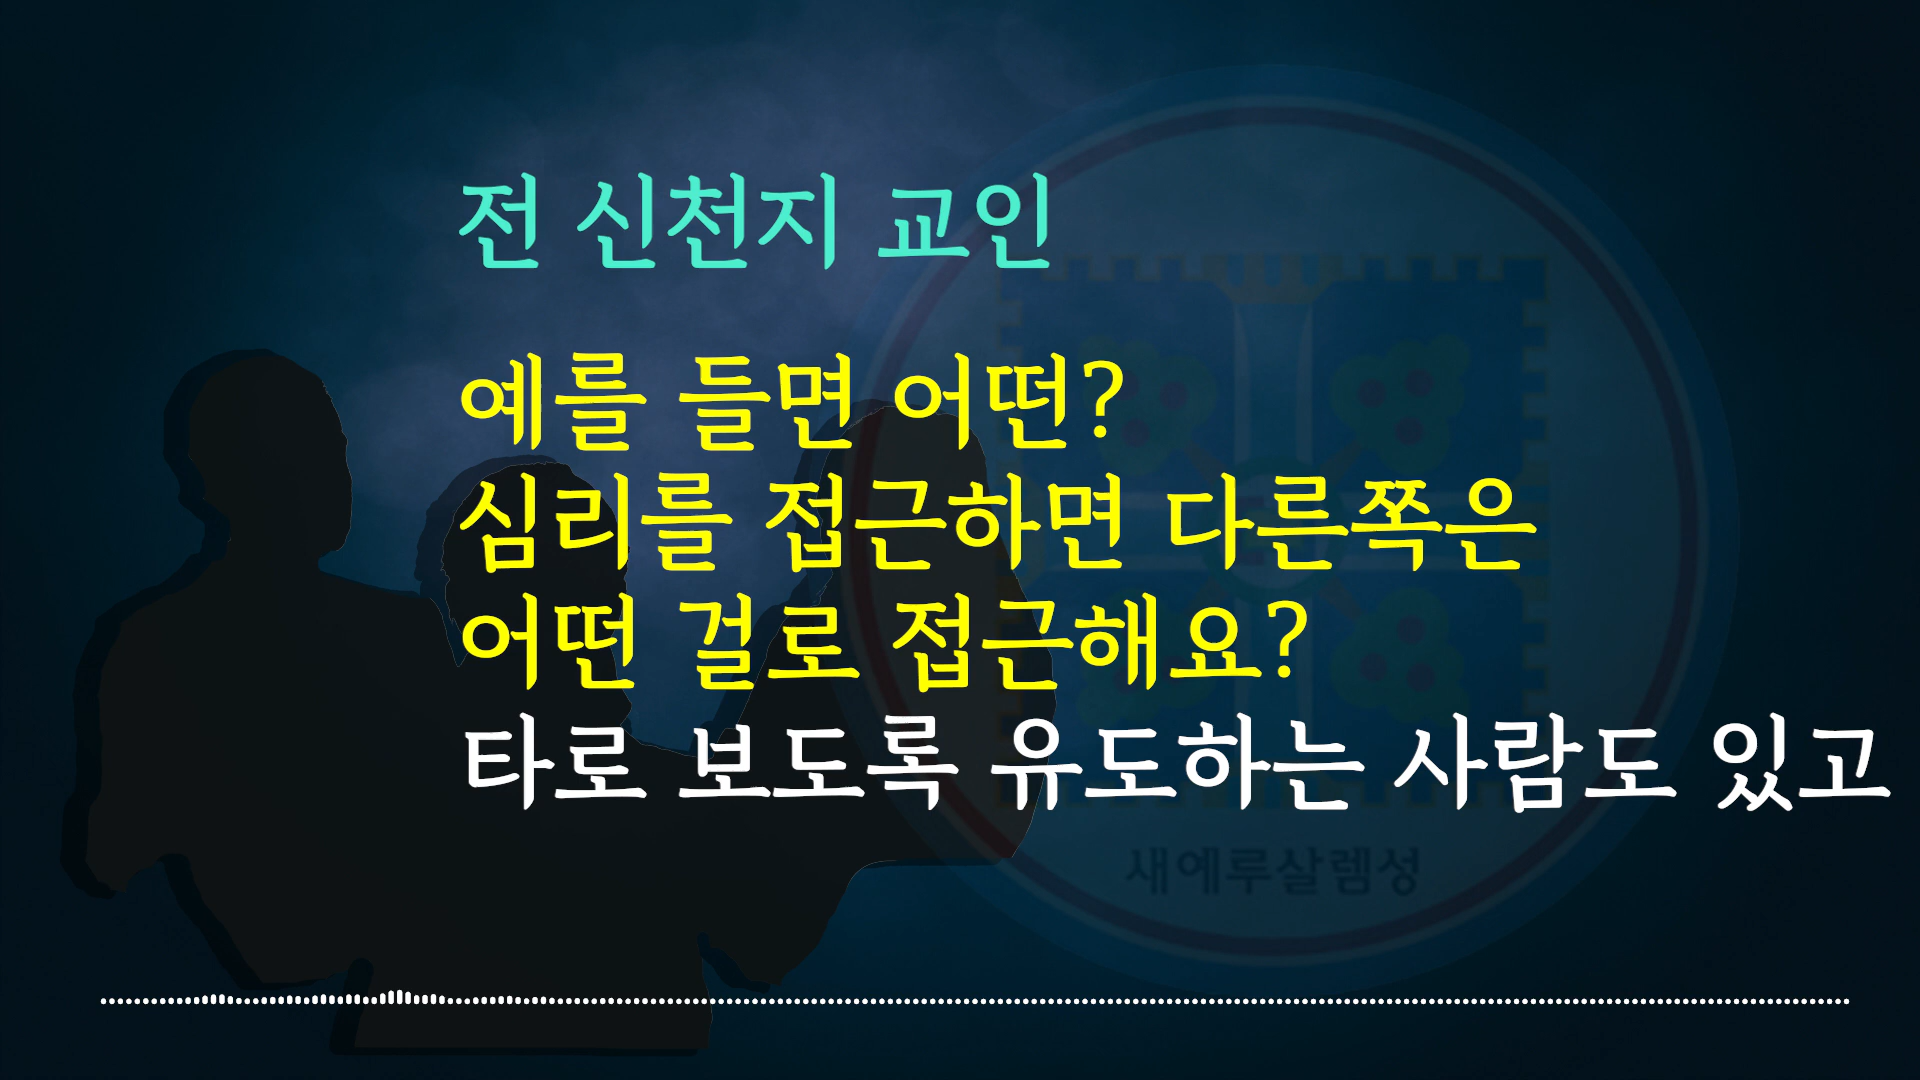 전 신천지 교인
예를 들면 어떤?
심리를 접근하면 다른쪽은
어떤 걸로 접근해요?
타로 보도록 유도하는 사람도 있고
새예루살렘성